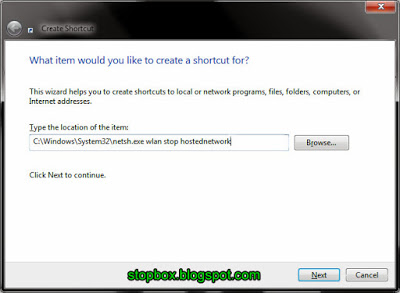 Create Shortcut
What item would you like to create a shortcut for?
This wizard helps you to create shortcuts to local or network programs, files, folders, computers, or
Internet addresses.
Type the location of the item:
C:\Windows\System32\netsh.exe wlan stop hostednetwork
Browse...
Click Next to continue.
stopbox.blogspot.com
Next
Cancel